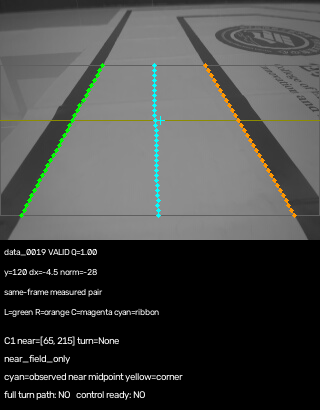 data_0019 VALID Q=1.00
y=120 dx=-4.5 norm=-28
same-frame measured pair
L=green R=orange C=magenta cyan=ribbon
C1 near=[65, 215] turn=None
near_field_only
cyan=observed near midpoint yellow=corner
full turn path: NO control ready: NO